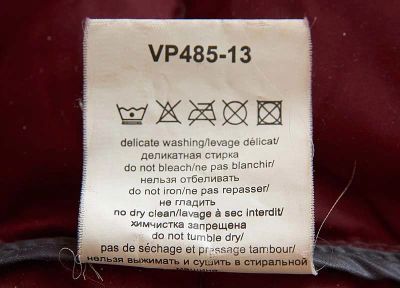 VP485-13
delicate washing/levage délicat/
деликатная стирка
do not bleach/ne pas blanchir/
нельзя отбеливать
do not iron/ne pas repasser/
не гладить
no dry clean/lavage à sec interdit/
химчистка запрещена
do not tumble dry/
pas de séchage et pressage tambour/
нельзя выжимать и сушить в стиральной